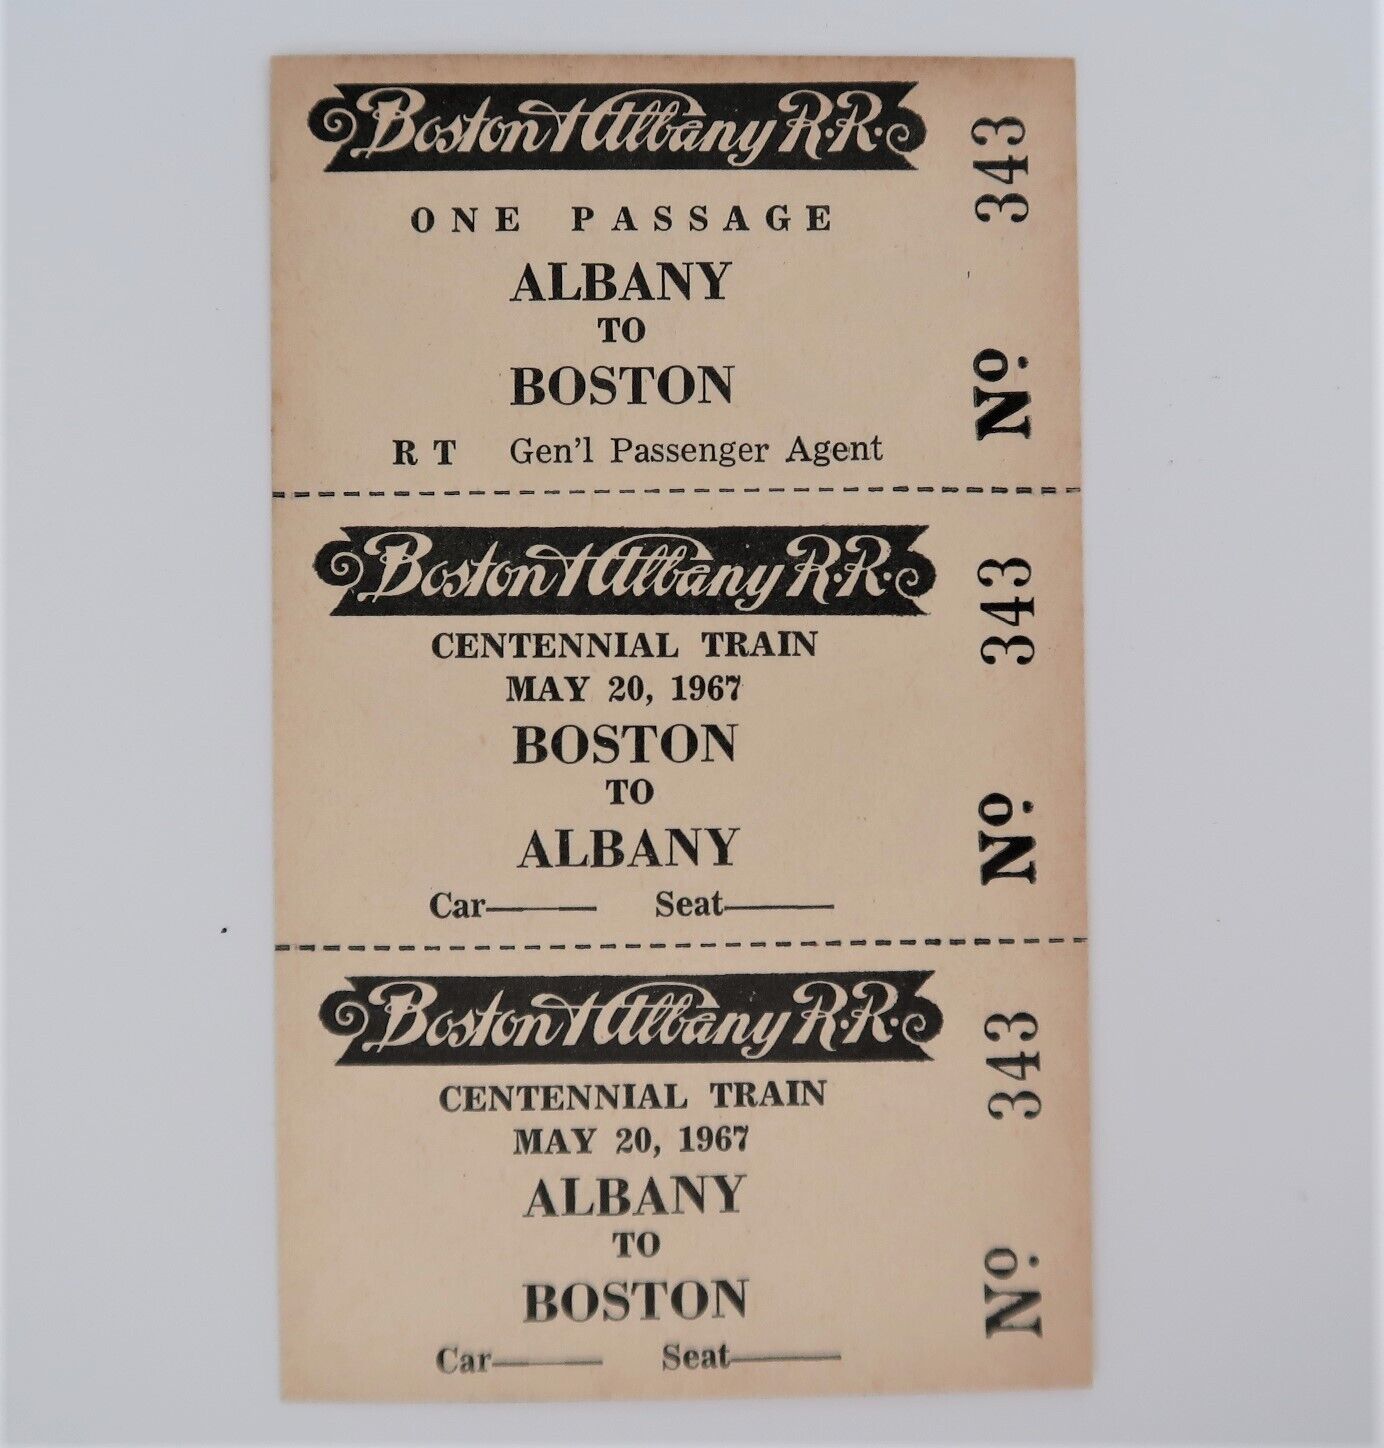 Boston & Albany R.R.
ONE PASSAGE
ALBANY
TO
BOSTON
RT Gen'l Passenger Agent
No. 343
Boston & Albany R.R.
CENTENNIAL TRAIN
MAY 20, 1967
BOSTON
TO
ALBANY
Car Seat
No. 343
Boston & Albany R.R.
CENTENNIAL TRAIN
MAY 20, 1967
ALBANY
TO
BOSTON
Car Seat
No. 343